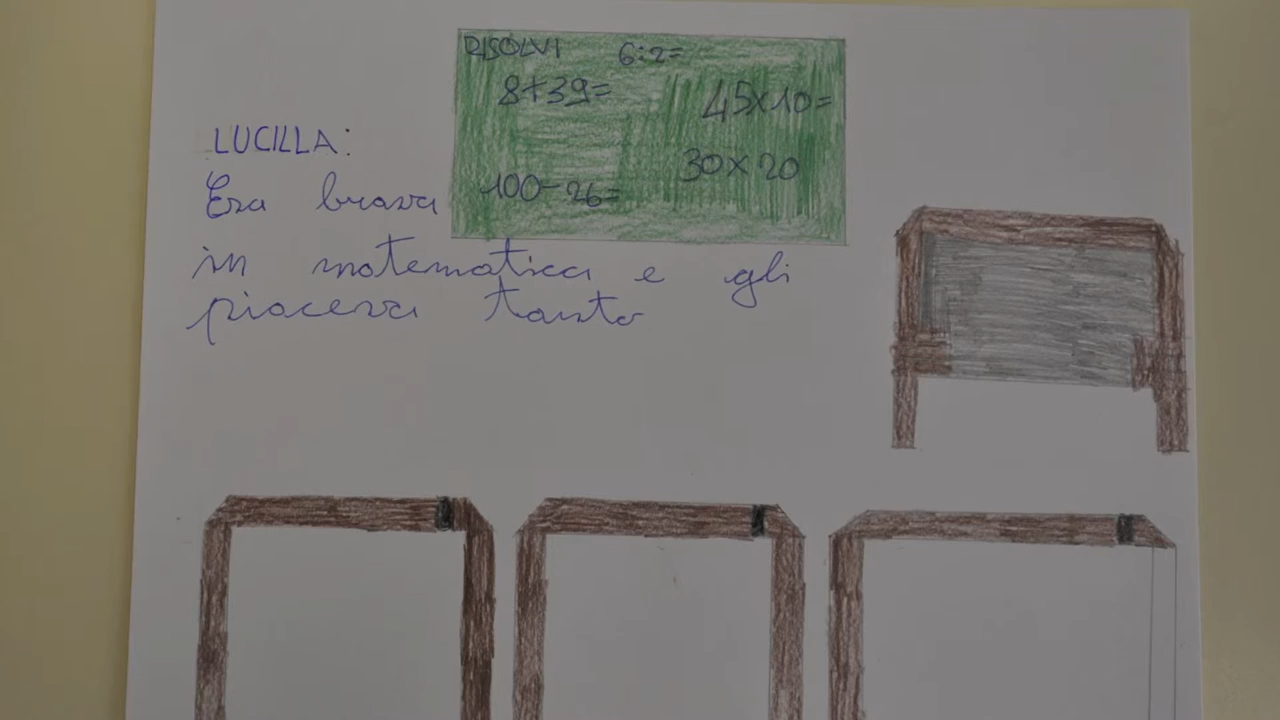 RISOLVI 6:2=
8+39= 45x10=
30x20
100-26=
LUCILLA:
Era brava
in matematica e gli
piaceva tanto